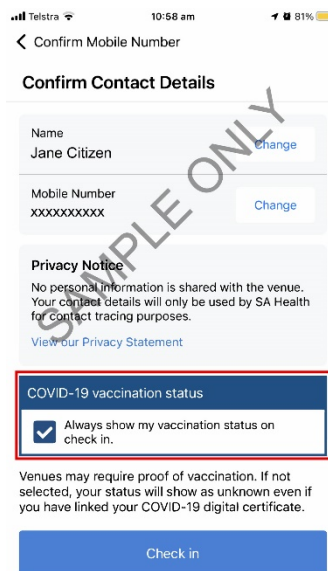 Telstra 10:58 am 81%
Confirm Mobile Number
Confirm Contact Details
Name
Jane Citizen
Change
Mobile Number
xxxxxxxxxx
Change
SAMPLE ONLY
Privacy Notice
No personal information is shared with the venue.
Your contact details will only be used by SA Health
for contact tracing purposes.
View our Privacy Statement
COVID-19 vaccination status
Always show my vaccination status on
check in.
Venues may require proof of vaccination. If not
selected, your status will show as unknown even if
you have linked your COVID-19 digital certificate.
Check in